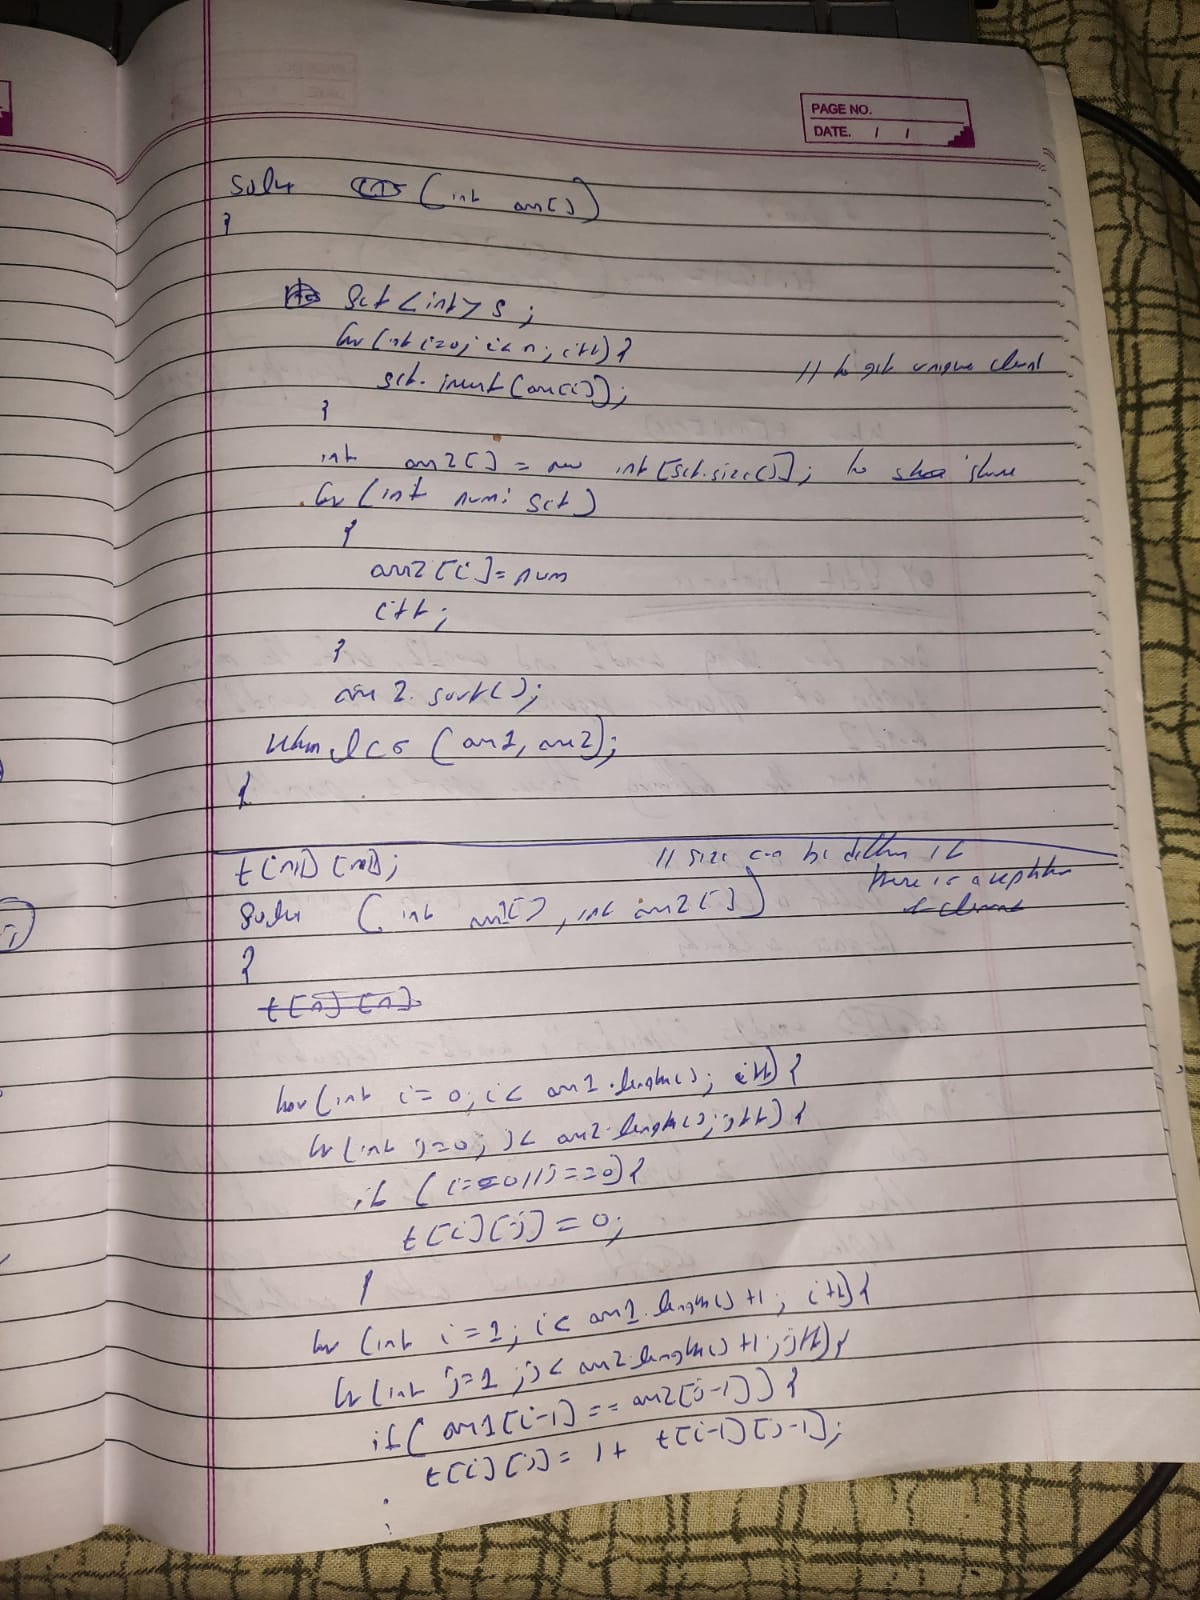 PAGE NO.
DATE. / /
solve (int arr[])
{
Set<int> s;
for (int i=0; i<n; i++) {
set.insert(arr[i]); // to get unique element
}
int arr2[] = new int[set.size()]; to store
for (int num: set)
{
arr2[i] = num
i++;
}
arr2.sort();
return lcs (arr1, arr2);
}
t[n+1][n+1]; // size can be differ if
there is a repetition
of element
solve (int arr1[], int arr2[])
{
t[n][n]
for (int i=0; i< arr1.length(); i++) {
for (int j=0; j< arr2.length(); j++) {
if (i==0||j==0) {
t[i][j] = 0;
}
for (int i=1; i< arr1.length()+1; i++) {
for (int j=1; j< arr2.length()+1; j++) {
if (arr1[i-1] == arr2[j-1]) {
t[i][j] = 1+ t[i-1][j-1];